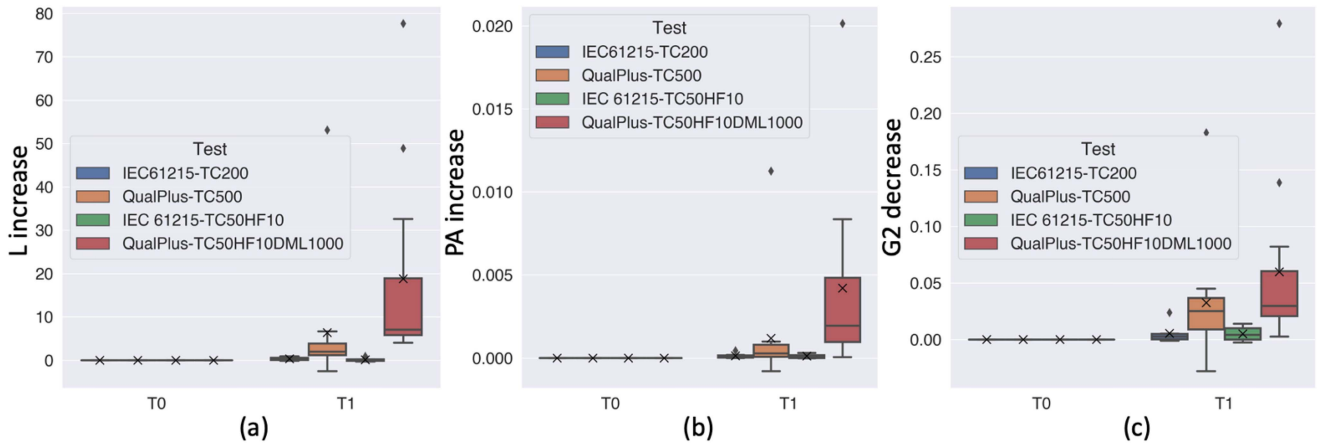 80
70
60
50
40
30
20
10
0
L increase
Test
IEC61215-TC200
QualPlus-TC500
IEC 61215-TC50HF10
QualPlus-TC50HF10DML1000
T0
T1
(a)
0.020
0.015
0.010
0.005
0.000
PA increase
Test
IEC61215-TC200
QualPlus-TC500
IEC 61215-TC50HF10
QualPlus-TC50HF10DML1000
T0
T1
(b)
0.25
0.20
0.15
0.10
0.05
0.00
G2 decrease
Test
IEC61215-TC200
QualPlus-TC500
IEC 61215-TC50HF10
QualPlus-TC50HF10DML1000
T0
T1
(c)